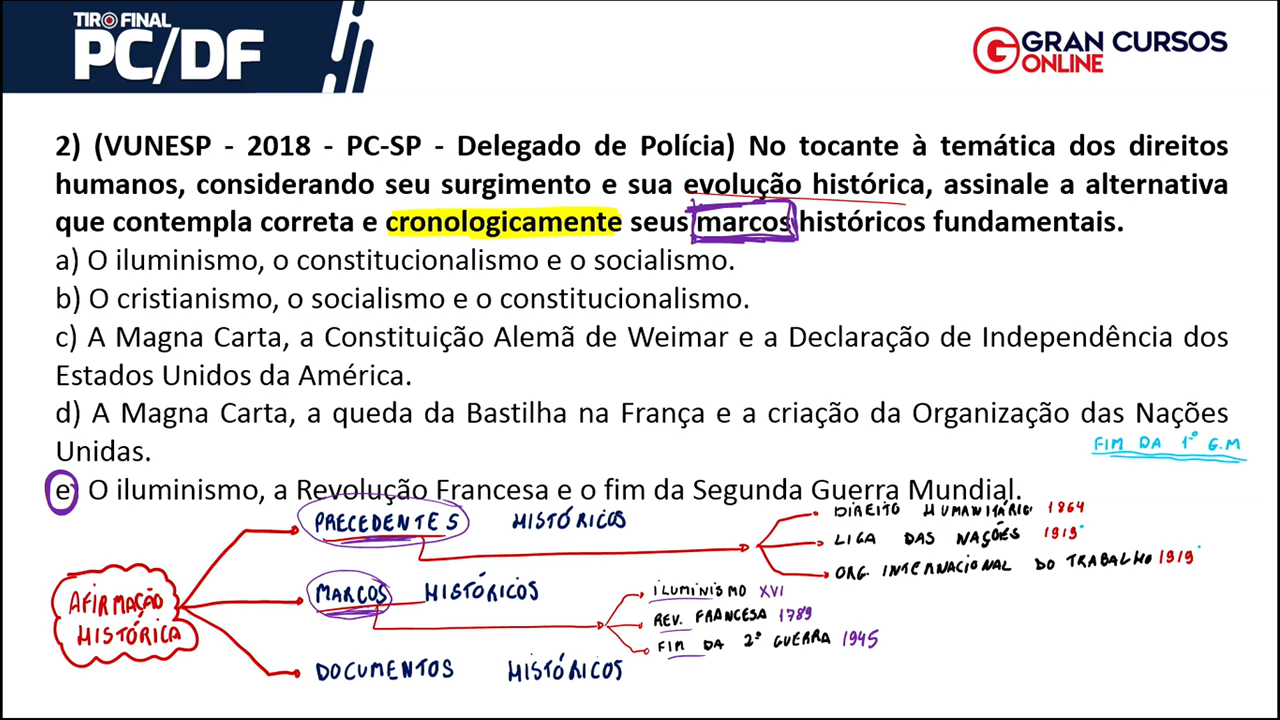 TIRO FINAL
PC/DF
GRAN CURSOS
ONLINE
2) (VUNESP - 2018 - PC-SP - Delegado de Polícia) No tocante à temática dos direitos
humanos, considerando seu surgimento e sua evolução histórica, assinale a alternativa
que contempla correta e cronologicamente seus marcos históricos fundamentais.
a) O iluminismo, o constitucionalismo e o socialismo.
b) O cristianismo, o socialismo e o constitucionalismo.
c) A Magna Carta, a Constituição Alemã de Weimar e a Declaração de Independência dos
Estados Unidos da América.
d) A Magna Carta, a queda da Bastilha na França e a criação da Organização das Nações
Unidas.
FIM DA 1º G.M
e) O iluminismo, a Revolução Francesa e o fim da Segunda Guerra Mundial.
PRECEDENTES HISTÓRICOS
DIREITO HUMANITÁRIO 1864
LIGA DAS NAÇÕES 1919
ORG. INTERNACIONAL DO TRABALHO 1919
AFIRMAÇÃO
HISTÓRICA
MARCOS HISTÓRICOS
ILUMINISMO XVI
REV. FRANCESA 1789
FIM DA 2º GUERRA 1945
DOCUMENTOS HISTÓRICOS